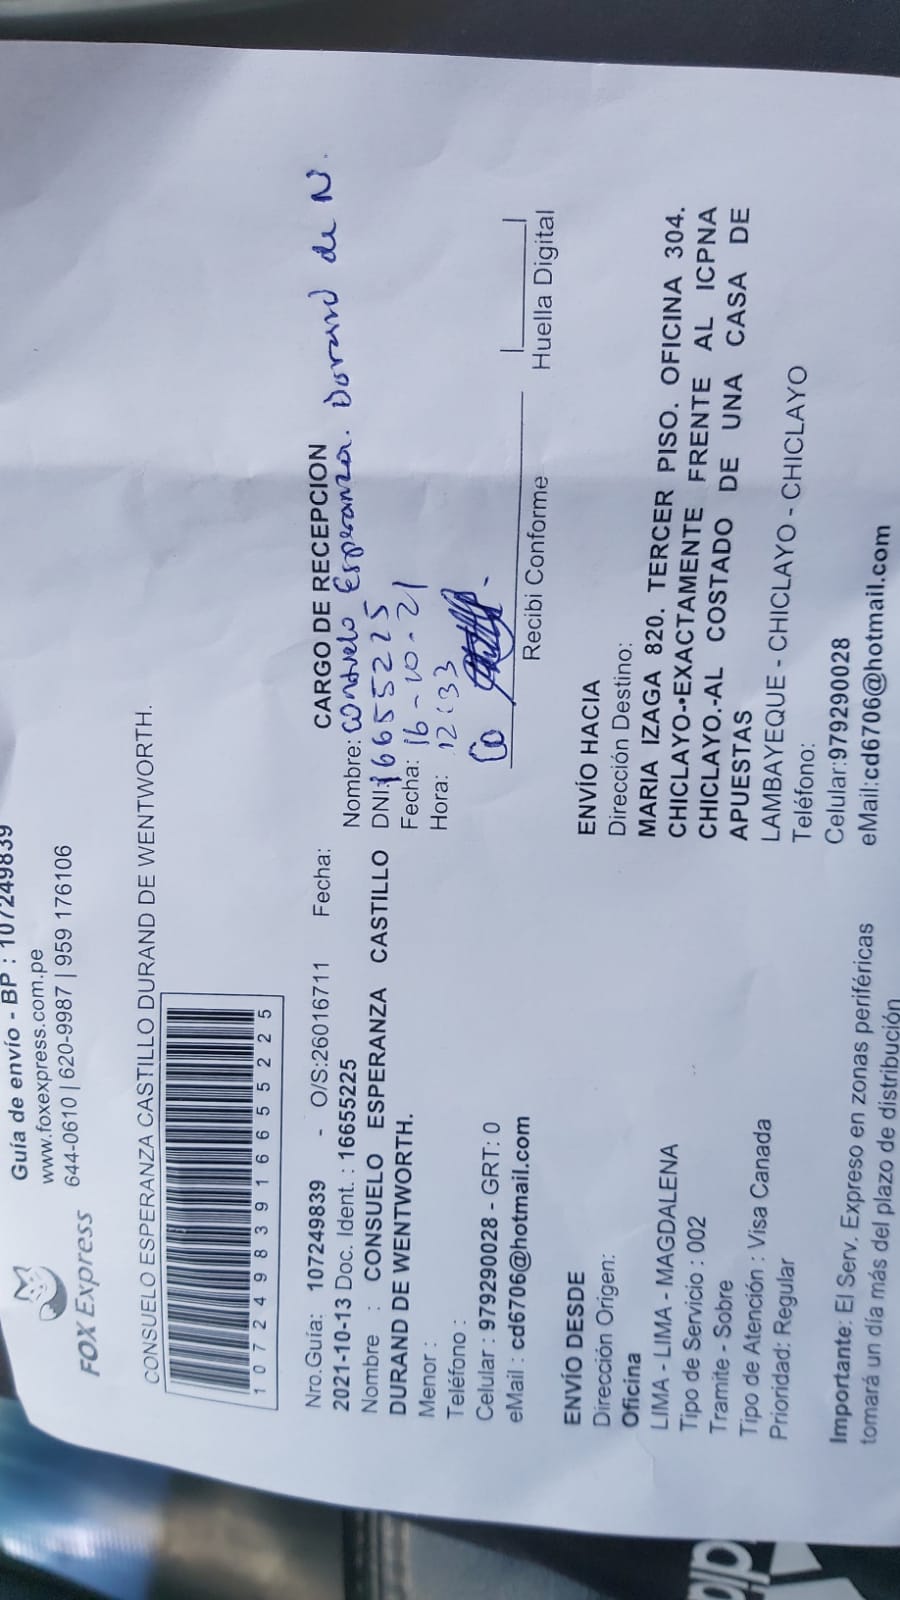 Guía de envío - BP : 107249839
www.foxexpress.com.pe
644-0610 | 620-9987 | 959 176106
FOX Express
CONSUELO ESPERANZA CASTILLO DURAND DE WENTWORTH.
1 0 7 2 4 9 8 3 9 1 6 6 5 5 2 2 5
Nro.Guía: 107249839 - O/S:26016711 Fecha:
2021-10-13 Doc. Ident. : 16655225
Nombre : CONSUELO ESPERANZA CASTILLO
DURAND DE WENTWORTH.
Menor :
Teléfono :
Celular : 979290028 - GRT: 0
eMail : cd6706@hotmail.com
CARGO DE RECEPCION
Nombre: Consuelo Esperanza. Durand de N.
DNI: 16655225
Fecha: 16-10-21
Hora: 12:33
Recibi Conforme
Huella Digital
ENVÍO DESDE
Dirección Orígen:
Oficina
LIMA - LIMA - MAGDALENA
Tipo de Servicio : 002
Tramite - Sobre
Tipo de Atención : Visa Canada
Prioridad: Regular
ENVÍO HACIA
Dirección Destino:
MARIA IZAGA 820. TERCER PISO. OFICINA 304.
CHICLAYO-•EXACTAMENTE FRENTE AL ICPNA
CHICLAYO.-AL COSTADO DE UNA CASA DE
APUESTAS
LAMBAYEQUE - CHICLAYO - CHICLAYO
Teléfono:
Celular:979290028
eMail:cd6706@hotmail.com
Importante: El Serv. Expreso en zonas periféricas
tomará un día más del plazo de distribución